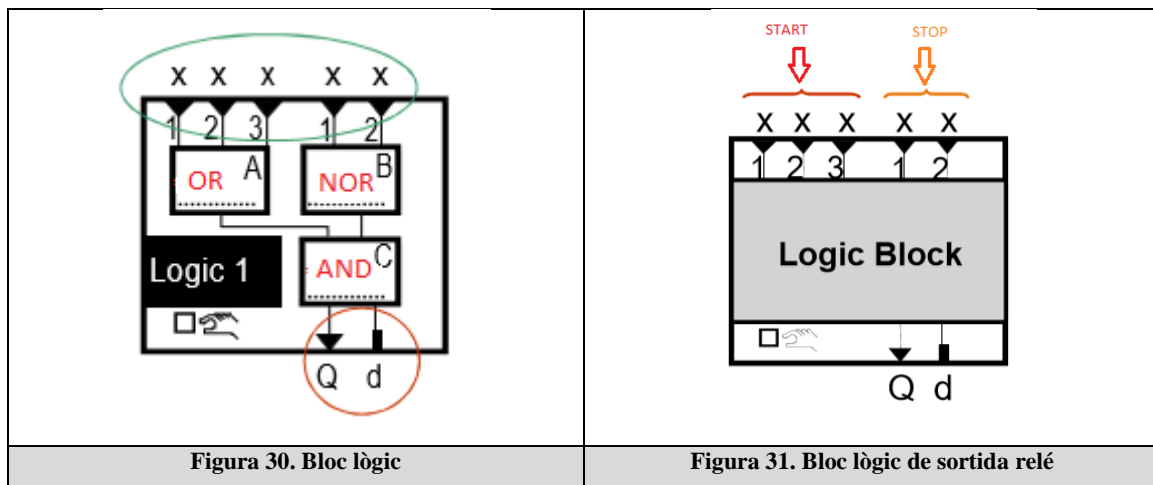 x x x x x
1 2 3 1 2
OR A NOR B
AND C
Logic 1
Q d
Figura 30. Bloc lògic
START STOP
x x x x x
1 2 3 1 2
Logic Block
Q d
Figura 31. Bloc lògic de sortida relé